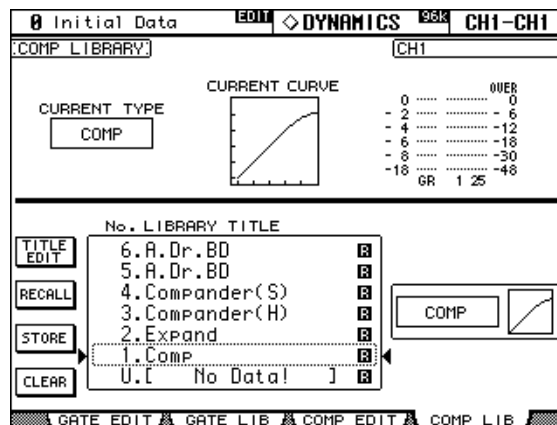 0 Initial Data EDIT ◇DYNAMICS 96k CH1-CH1
COMP LIBRARY CH1
CURRENT TYPE
COMP
CURRENT CURVE
OVER
0 0
-2 -6
-4 -12
-6 -18
-8 -30
-18 -48
GR 1 25
No. LIBRARY TITLE
TITLE EDIT
RECALL
STORE
CLEAR
6.A.Dr.BD R
5.A.Dr.BD R
4.Compander(S) R
3.Compander(H) R
2.Expand R
1.Comp R
U.[ No Data! ] R
COMP
GATE EDIT GATE LIB COMP EDIT COMP LIB